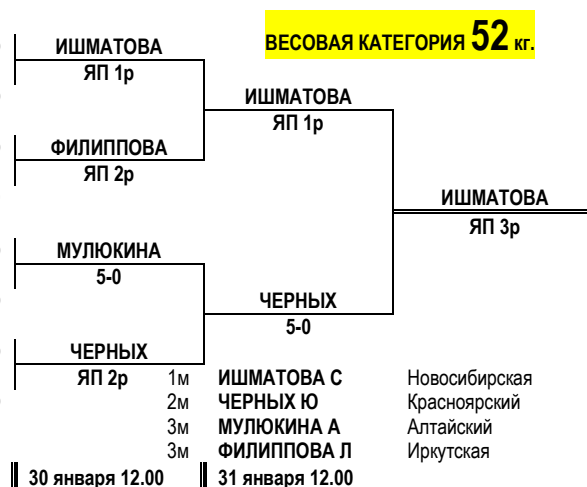 ВЕСОВАЯ КАТЕГОРИЯ 52 кг.
ИШМАТОВА
ЯП 1р
ИШМАТОВА
ЯП 1р
ФИЛИППОВА
ЯП 2р
ИШМАТОВА
ЯП 3р
МУЛЮКИНА
5-0
ЧЕРНЫХ
5-0
ЧЕРНЫХ
ЯП 2р
1м ИШМАТОВА С Новосибирская
2м ЧЕРНЫХ Ю Красноярский
3м МУЛЮКИНА А Алтайский
3м ФИЛИППОВА Л Иркутская
30 января 12.00 31 января 12.00